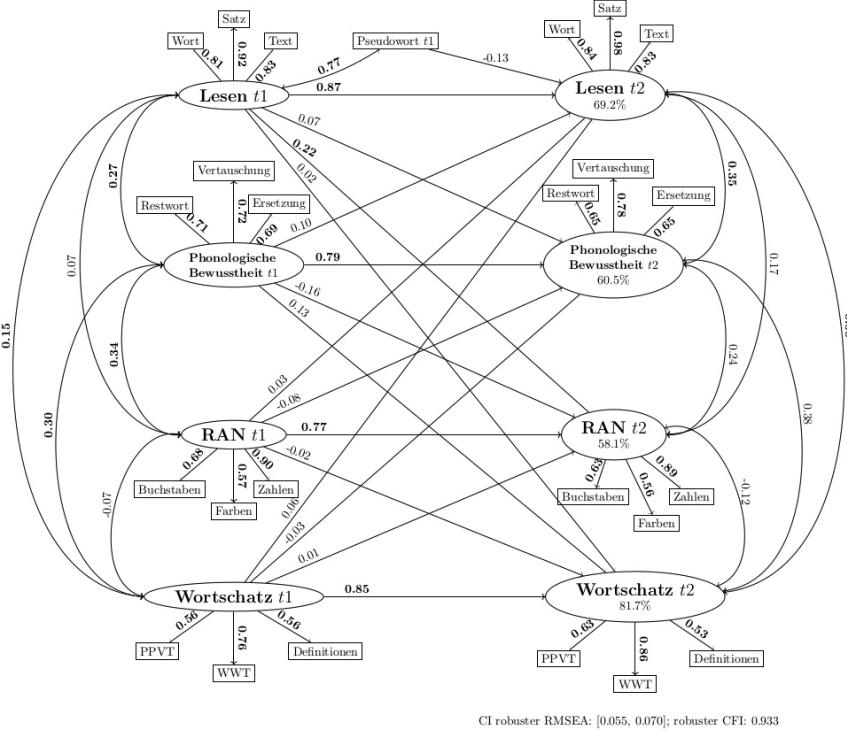 Satz
Wort
Text
Pseudowort t1
Satz
Wort
Text
0.81
0.92
0.83
0.77
-0.13
0.84
0.98
0.83
Lesen t1
0.87
Lesen t2
69.2%
0.07
0.22
0.02
0.27
0.35
Vertauschung
Restwort
Ersetzung
0.71
0.72
0.69
0.10
Vertauschung
Restwort
Ersetzung
0.65
0.78
0.65
Phonologische
Bewusstheit t1
0.79
Phonologische
Bewusstheit t2
60.5%
-0.16
0.13
0.07
0.17
0.15
0.34
0.24
0.03
-0.08
0.30
0.38
RAN t1
0.77
RAN t2
58.1%
0.68
0.57
0.90
-0.02
Buchstaben
Farben
Zahlen
0.63
0.56
0.89
Buchstaben
Farben
Zahlen
-0.07
-0.12
0.06
-0.03
0.01
Wortschatz t1
0.85
Wortschatz t2
81.7%
0.56
0.76
0.56
PPVT
WWT
Definitionen
0.63
0.86
0.53
PPVT
WWT
Definitionen
CI robuster RMSEA: [0.055, 0.070]; robuster CFI: 0.933